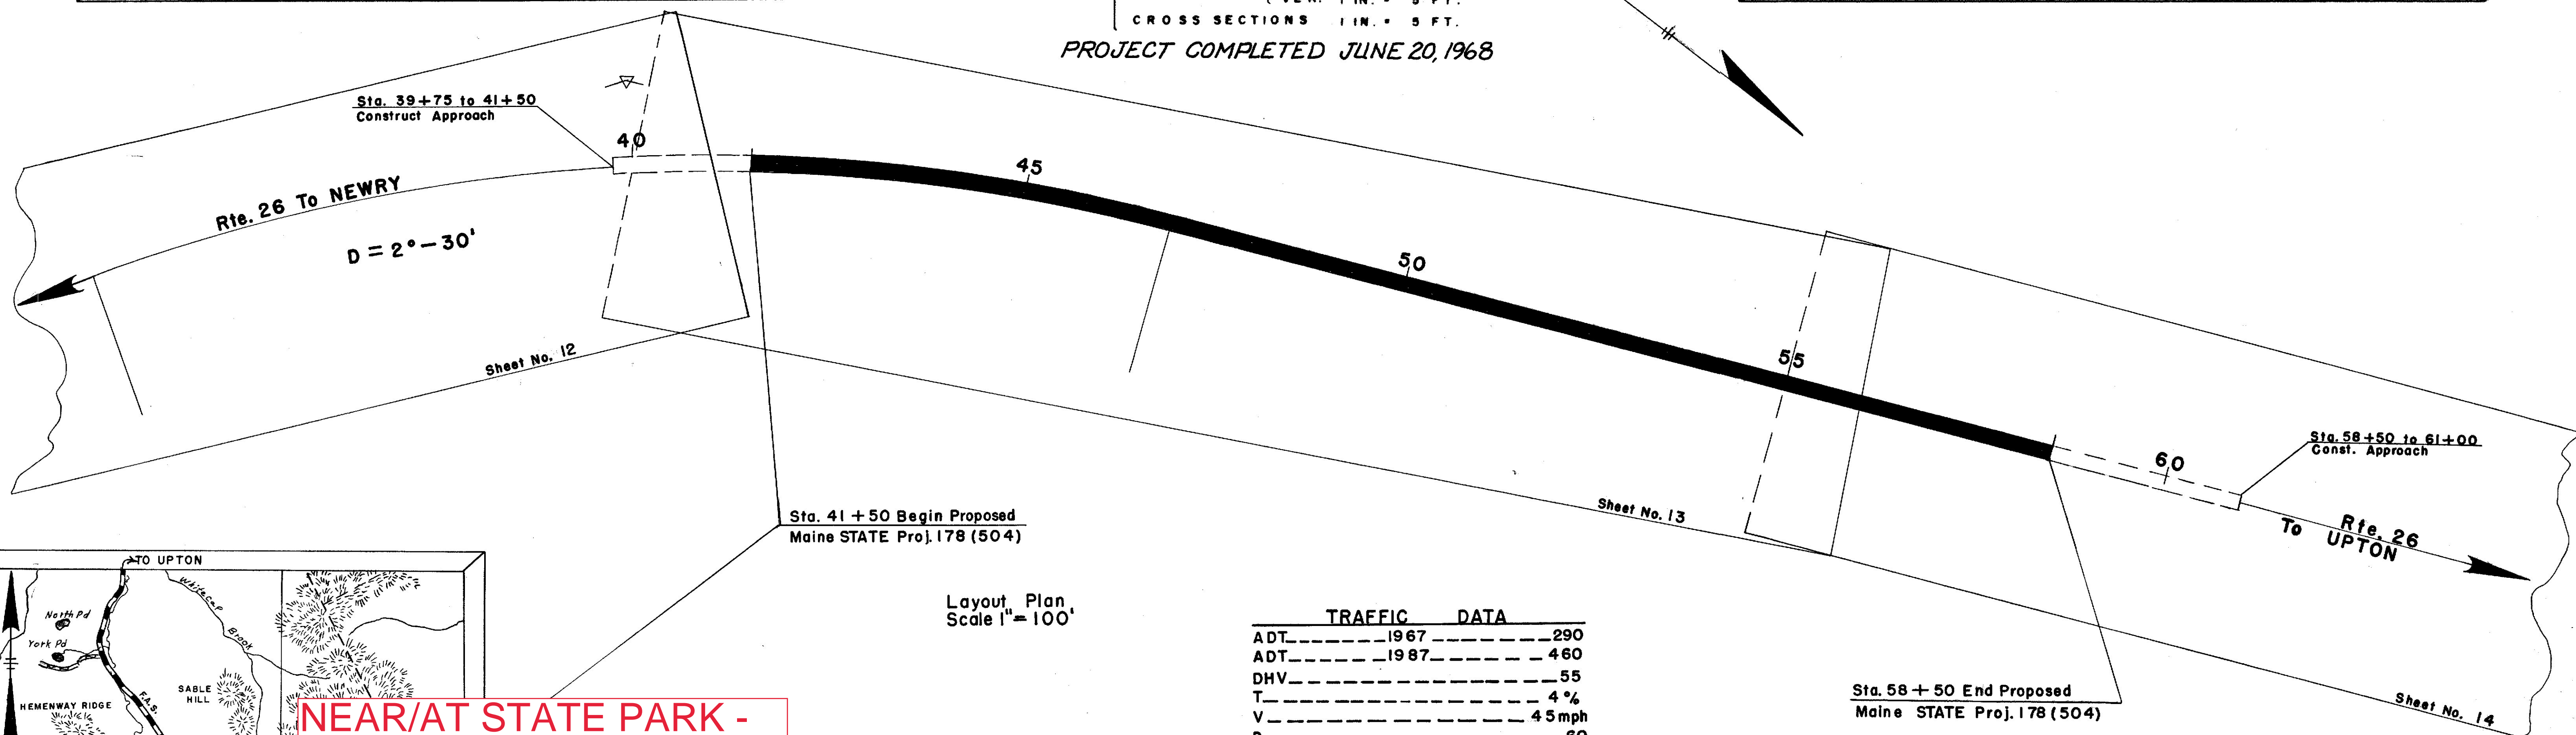 CROSS SECTIONS 1 IN. = 5 FT.
PROJECT COMPLETED JUNE 20, 1968
Sta. 39+75 to 41+50
Construct Approach
40
45
50
55
60
Rte. 26 To NEWRY
D = 2°-30'
Sheet No. 12
Sheet No. 13
Sta. 58+50 to 61+00
Const. Approach
Rte. 26
To UPTON
Sta. 41+50 Begin Proposed
Maine STATE Proj. 178 (504)
Layout Plan
Scale 1"=100'
TRAFFIC DATA
ADT 1967 290
ADT 1987 460
DHV 55
T 4%
V 45mph
Sta. 58+50 End Proposed
Maine STATE Proj. 178 (504)
Sheet No. 14
TO UPTON
Whitecap Brook
North Pd
York Pd
F.A.S.
SABLE HILL
HEMENWAY RIDGE
NEAR/AT STATE PARK -